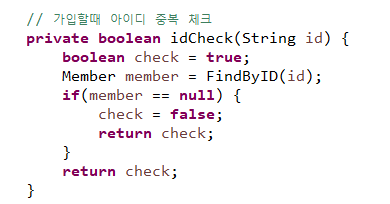 // 가입할때 아이디 중복 체크
private boolean idCheck(String id) {
boolean check = true;
Member member = FindByID(id);
if(member == null) {
check = false;
return check;
}
return check;
}